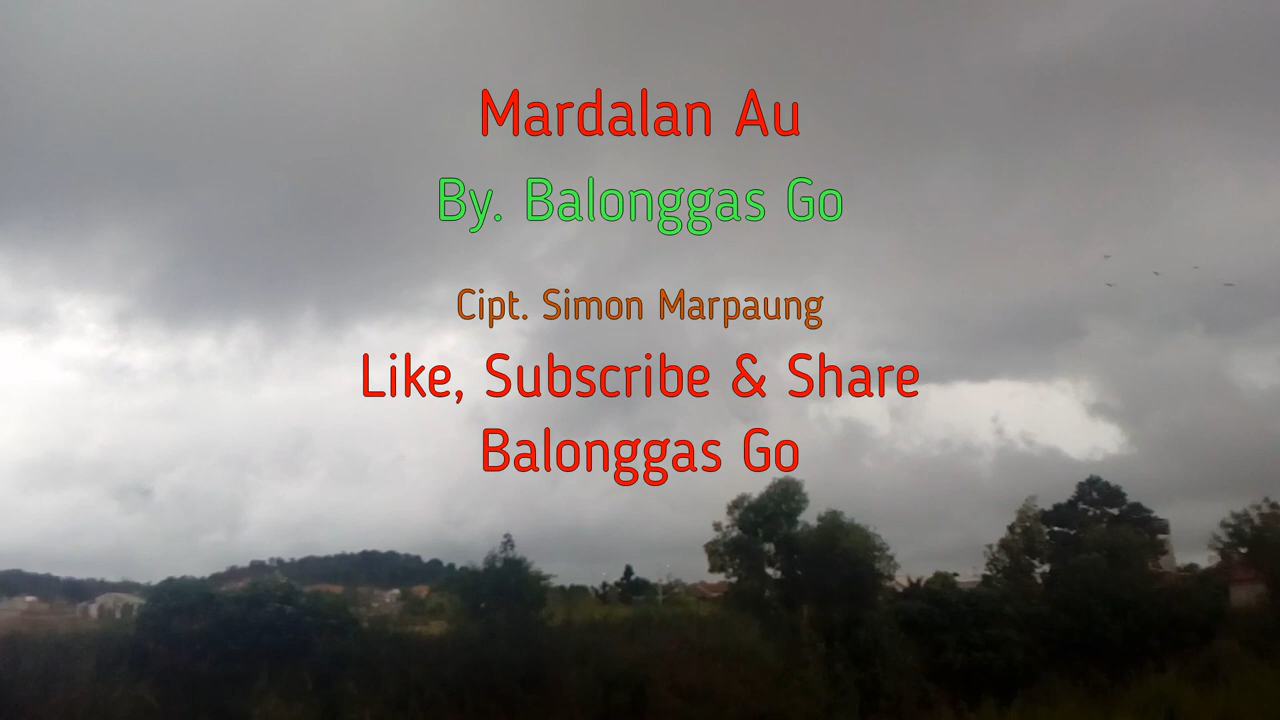 Mardalan Au
By. Balonggas Go
Cipt. Simon Marpaung
Like, Subscribe & Share
Balonggas Go